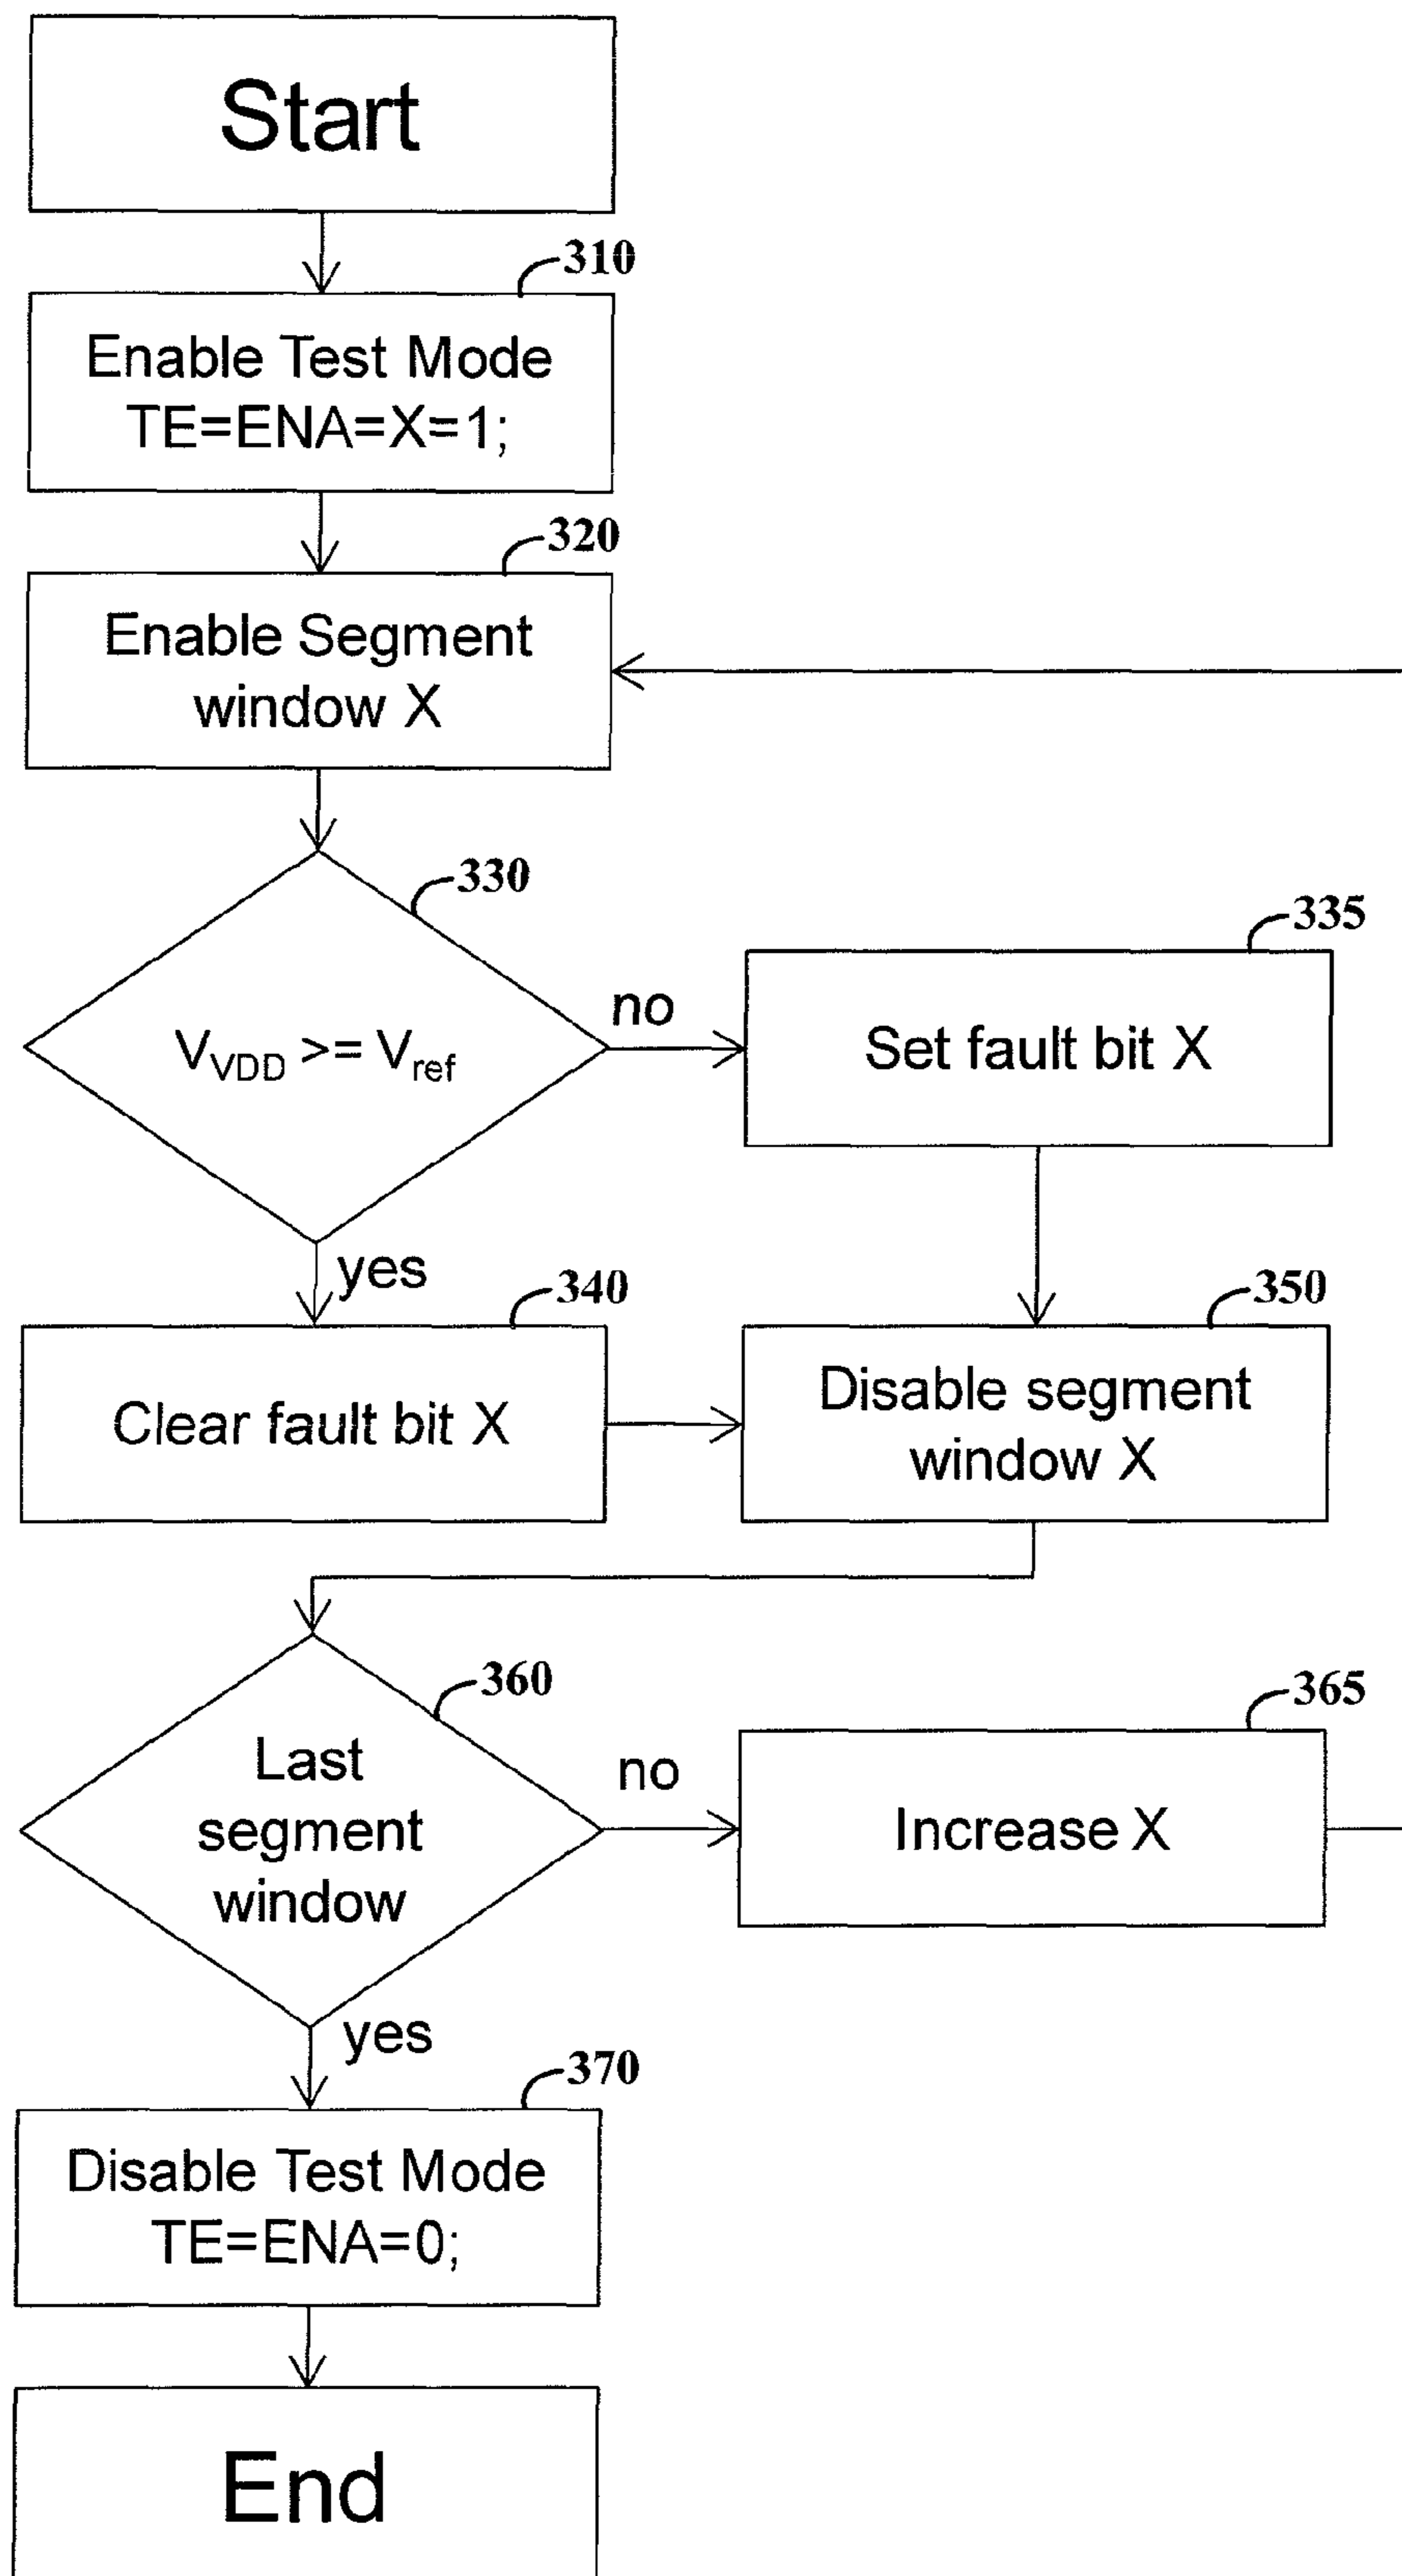 Start
310
Enable Test Mode
TE=ENA=X=1;
320
Enable Segment
window X
330
V_VDD >= V_ref
no
335
Set fault bit X
yes
340
Clear fault bit X
350
Disable segment
window X
360
Last
segment
window
no
365
Increase X
yes
370
Disable Test Mode
TE=ENA=0;
End